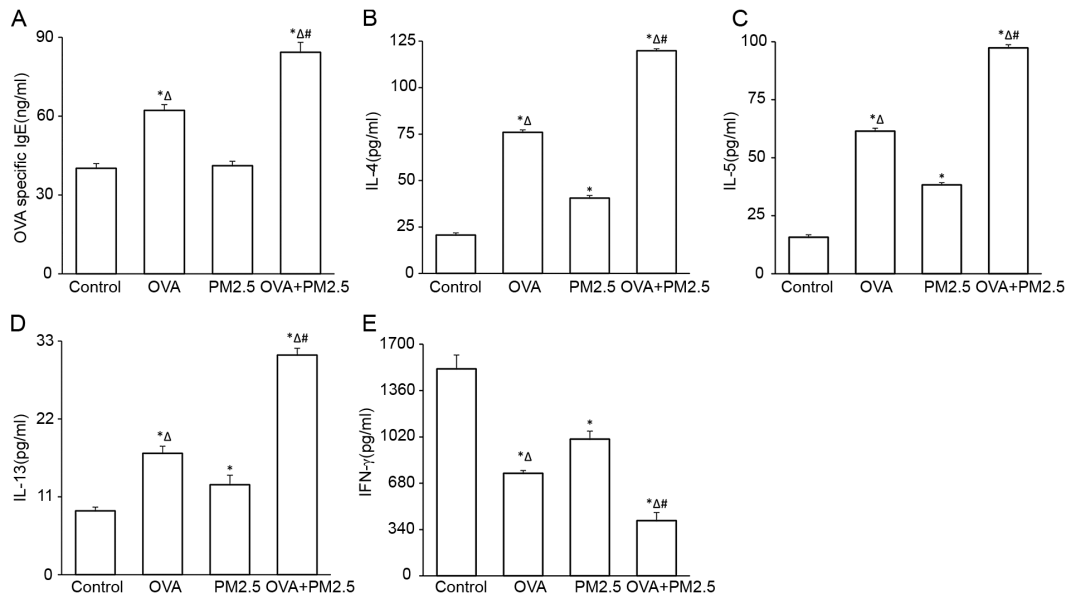 A
OVA specific IgE(ng/ml)
90
60
30
0
*Δ
*Δ#
Control OVA PM2.5 OVA+PM2.5
B
IL-4(pg/ml)
125
100
75
50
25
0
*Δ
*
*Δ#
Control OVA PM2.5 OVA+PM2.5
C
IL-5(pg/ml)
100
75
50
25
0
*Δ
*
*Δ#
Control OVA PM2.5 OVA+PM2.5
D
IL-13(pg/ml)
33
22
11
0
*Δ
*
*Δ#
Control OVA PM2.5 OVA+PM2.5
E
IFN-γ(pg/ml)
1700
1360
1020
680
340
0
*Δ
*
*Δ#
Control OVA PM2.5 OVA+PM2.5